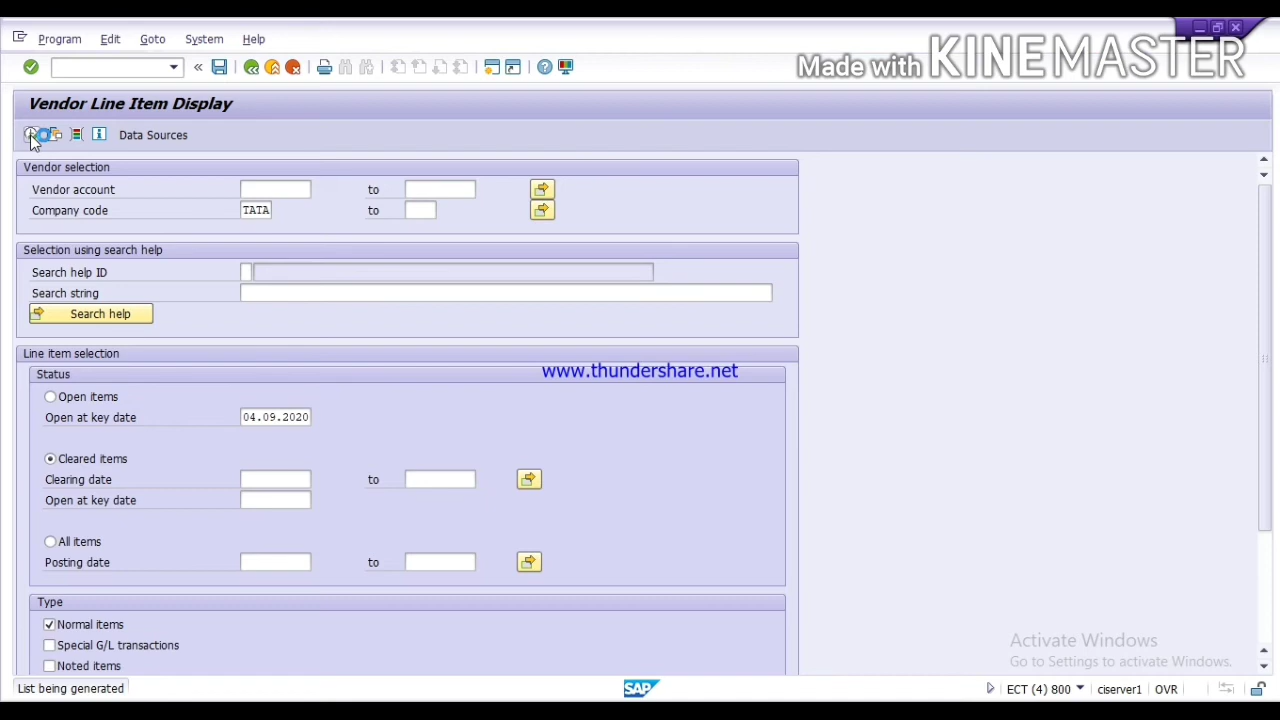 Program Edit Goto System Help
Made with KINEMASTER
Vendor Line Item Display
Data Sources
Vendor selection
Vendor account to
Company code TATA to
Selection using search help
Search help ID
Search string
Search help
Line item selection
www.thundershare.net
Status
Open items
Open at key date 04.09.2020
Cleared items
Clearing date to
Open at key date
All items
Posting date to
Type
Normal items
Special G/L transactions
Noted items
Activate Windows
Go to Settings to activate Windows.
List being generated SAP ECT (4) 800 ciserver1 OVR